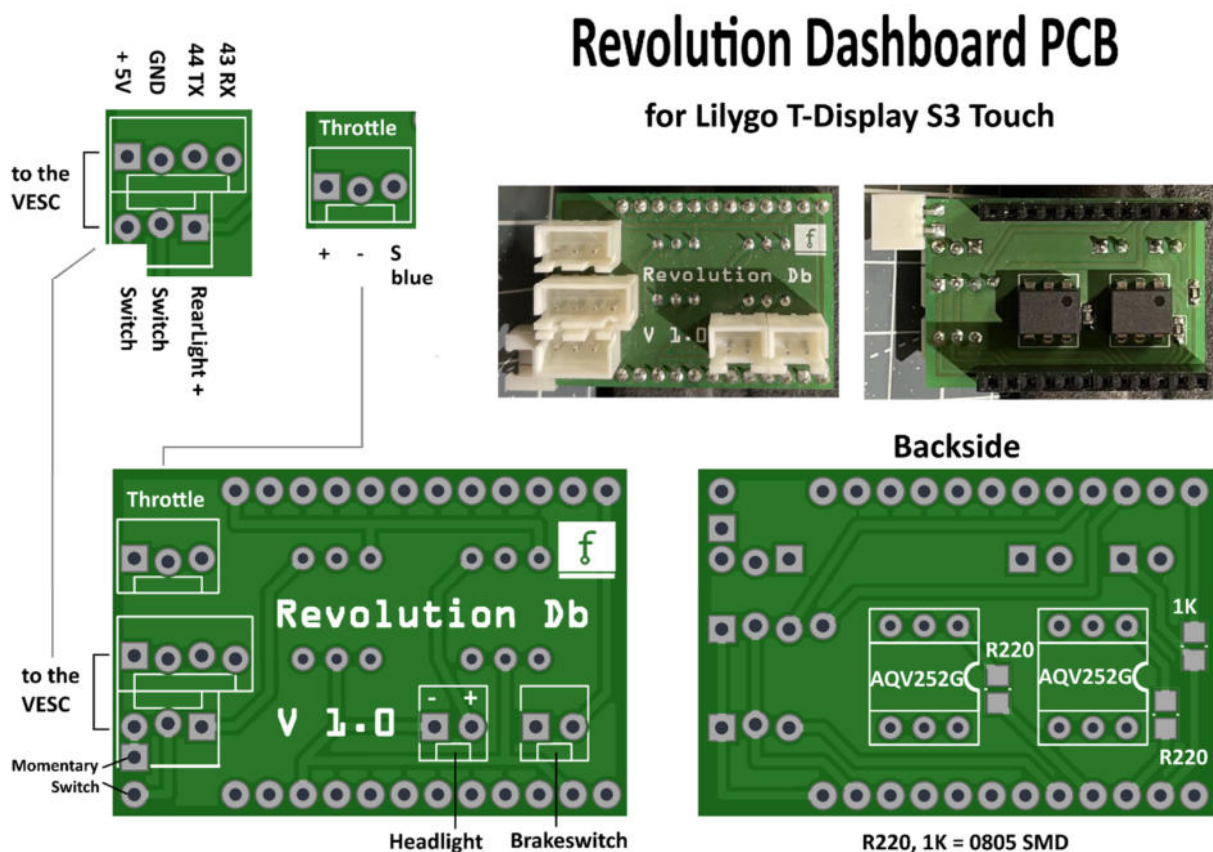 Revolution Dashboard PCB
for Lilygo T-Display S3 Touch
+ 5V
GND
44 TX
43 RX
to the
VESC
Switch
Switch
RearLight +
Throttle
+ - S
blue
Revolution Db
V 1.0
f
Throttle
f
Revolution Db
to the
VESC
V 1.0
- +
Momentary
Switch
Headlight
Brakeswitch
Backside
1K
R220
AQV252G
AQV252G
R220
R220, 1K = 0805 SMD